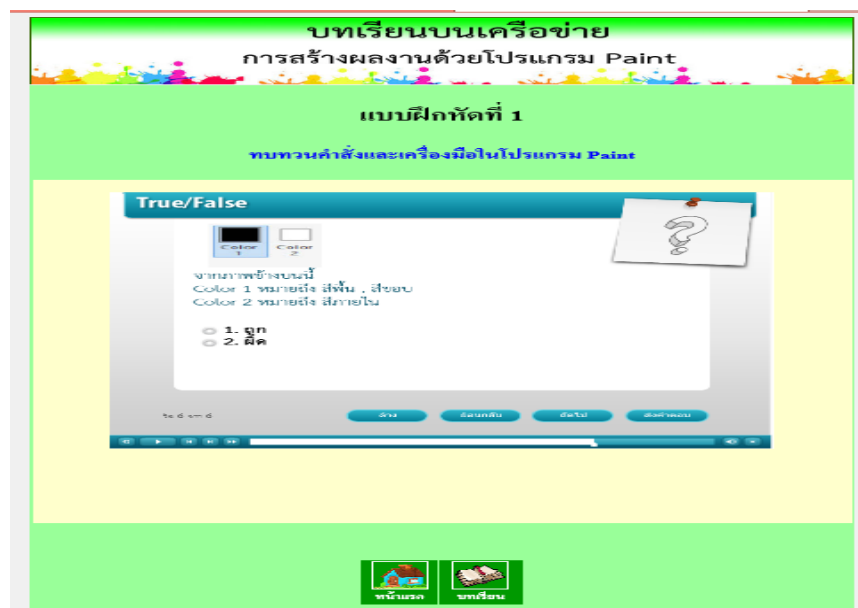 บทเรียนบนเครือข่าย
การสร้างผลงานด้วยโปรแกรม Paint
แบบฝึกหัดที่ 1
ทบทวนคำสั่งและเครื่องมือในโปรแกรม Paint
True/False
Color 1 Color 2
จากภาพข้างบนนี้
Color 1 หมายถึง สีพื้น , สีขอบ
Color 2 หมายถึง สีภายใน
1. ถูก
2. ผิด
ล้าง ย้อนกลับ ถัดไป ส่งคำตอบ
หน้าแรก บทเรียน